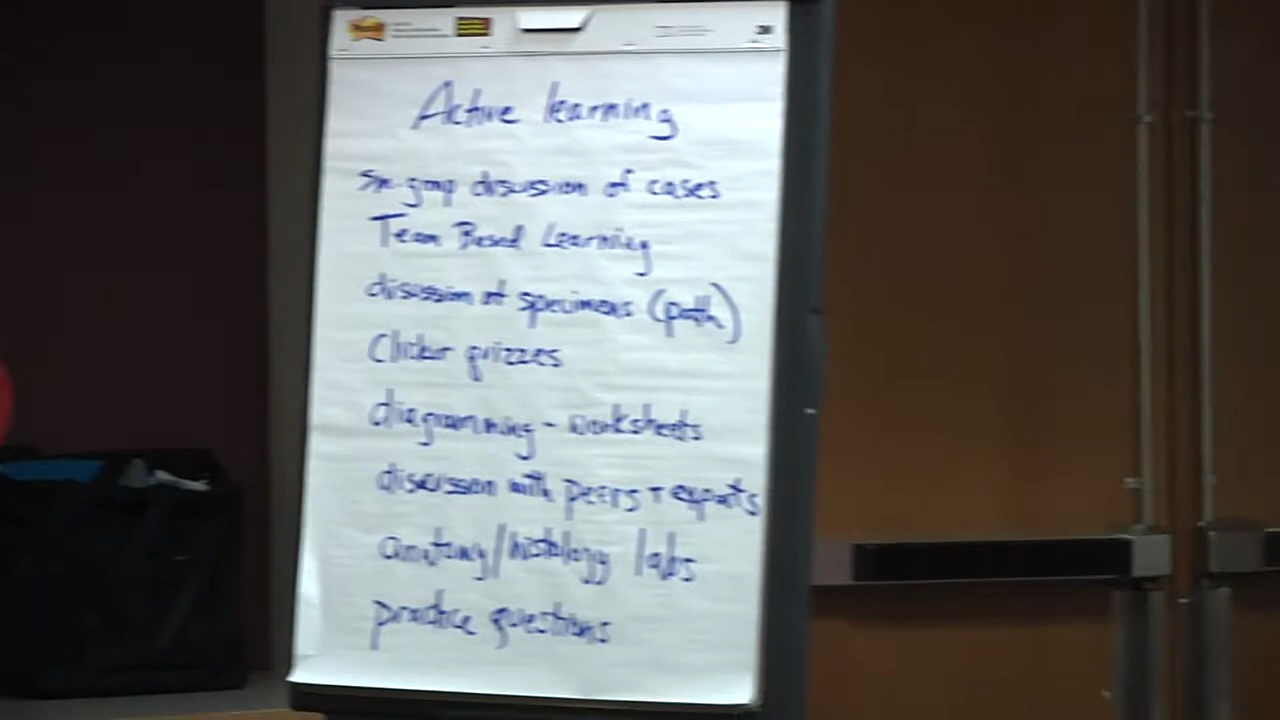 Active learning
Sm group discussion of cases
Team Based Learning
discussion of specimens (path)
Clicker quizzes
diagramming - worksheets
discussion with peers + experts
anatomy/histology labs
practice questions